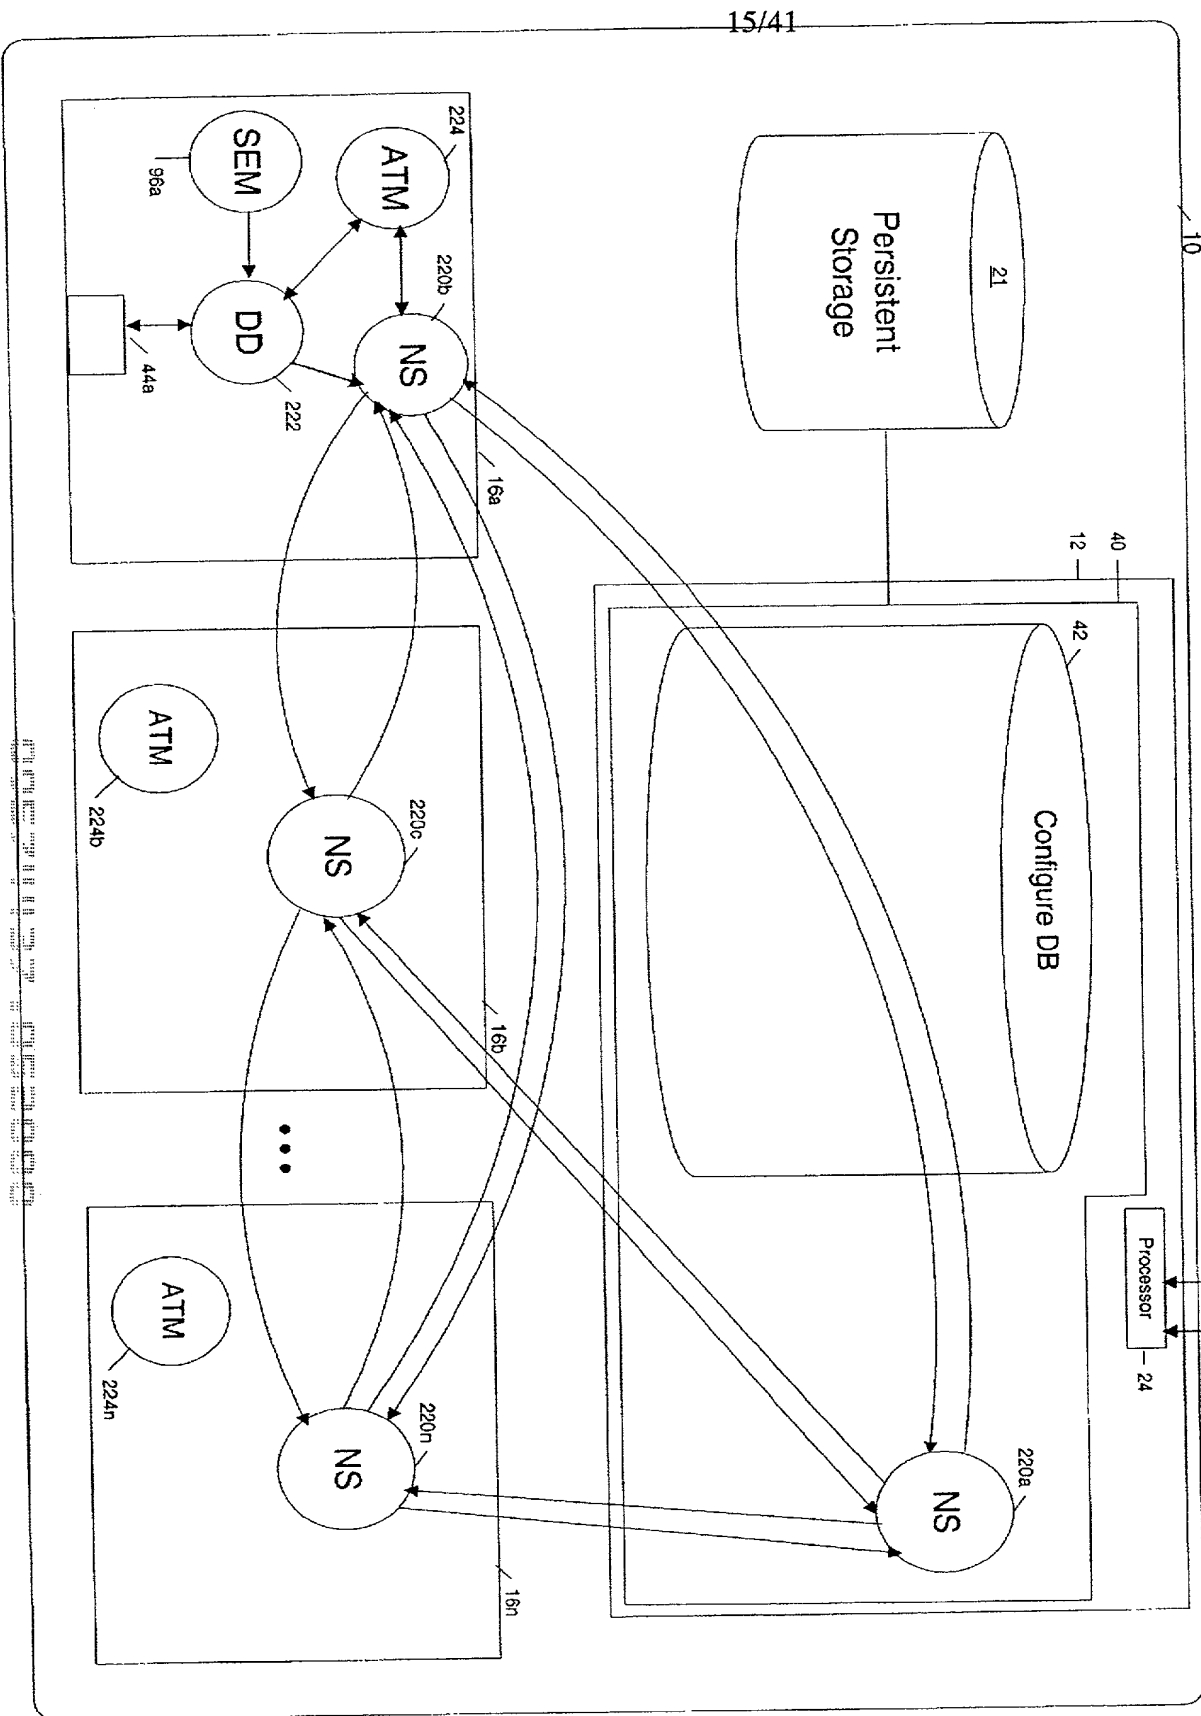 15/41
10
21
Persistent
Storage
12
40
42
Configure DB
Processor
24
220a
NS
224
ATM
SEM
96a
220b
NS
DD
222
44a
16a
ATM
224b
220c
NS
16b
•••
ATM
224n
220n
NS
16n